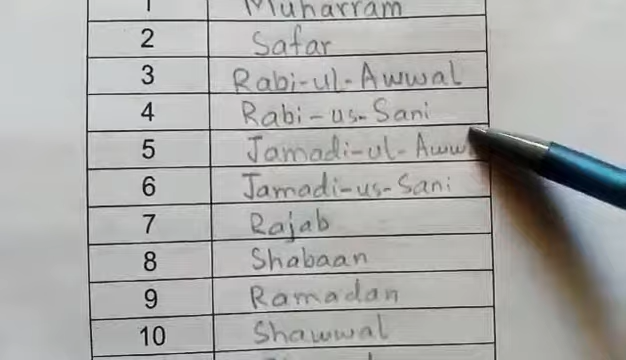 1 Muharram
2 Safar
3 Rabi-ul-Awwal
4 Rabi-us-Sani
5 Jamadi-ul-
6 Jamadi-us-Sani
7 Rajab
8 Shabaan
9 Ramadan
10 Shawwal